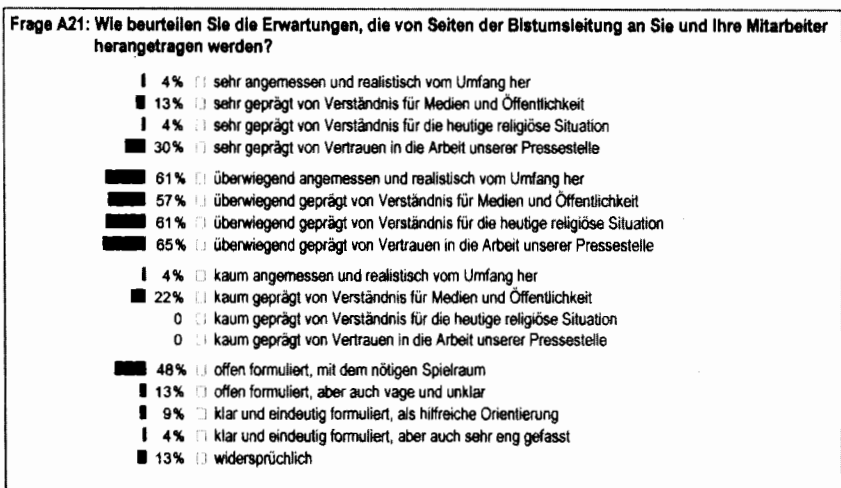 Frage A21: Wie beurteilen Sie die Erwartungen, die von Seiten der Bistumsleitung an Sie und Ihre Mitarbeiter
herangetragen werden?
4% sehr angemessen und realistisch vom Umfang her
13% sehr geprägt von Verständnis für Medien und Öffentlichkeit
4% sehr geprägt von Verständnis für die heutige religiöse Situation
30% sehr geprägt von Vertrauen in die Arbeit unserer Pressestelle
61% überwiegend angemessen und realistisch vom Umfang her
57% überwiegend geprägt von Verständnis für Medien und Öffentlichkeit
61% überwiegend geprägt von Verständnis für die heutige religiöse Situation
65% überwiegend geprägt von Vertrauen in die Arbeit unserer Pressestelle
4% kaum angemessen und realistisch vom Umfang her
22% kaum geprägt von Verständnis für Medien und Öffentlichkeit
0 kaum geprägt von Verständnis für die heutige religiöse Situation
0 kaum geprägt von Vertrauen in die Arbeit unserer Pressestelle
48% offen formuliert, mit dem nötigen Spielraum
13% offen formuliert, aber auch vage und unklar
9% klar und eindeutig formuliert, als hilfreiche Orientierung
4% klar und eindeutig formuliert, aber auch sehr eng gefasst
13% widersprüchlich